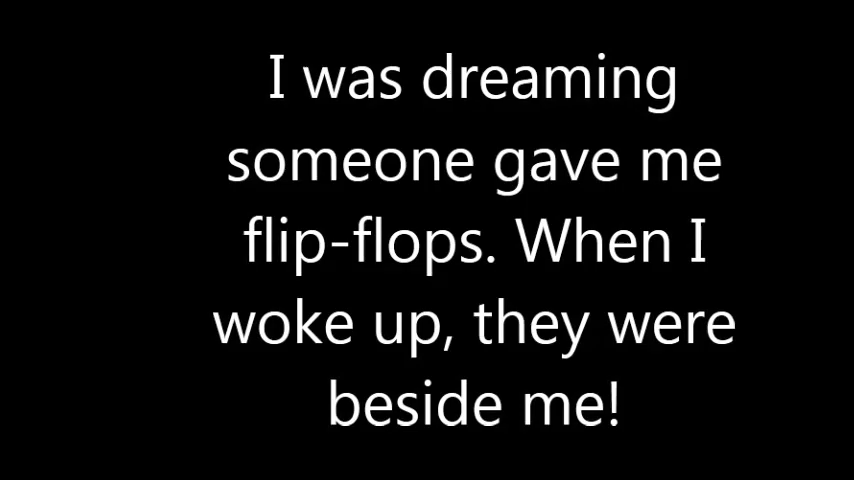 I was dreaming
someone gave me
flip-flops. When I
woke up, they were
beside me!